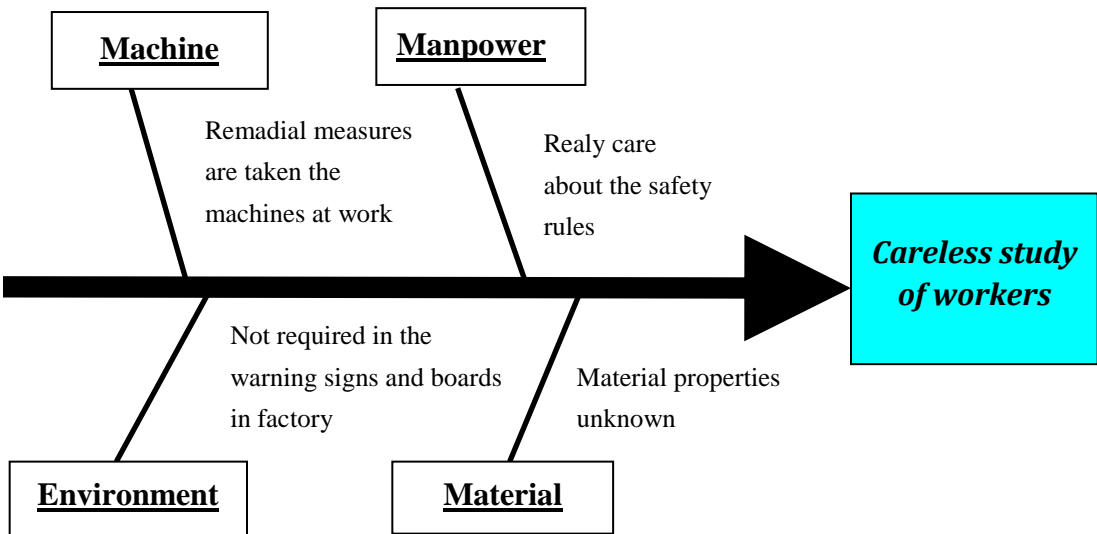 Machine
Manpower
Remadial measures
are taken the
machines at work
Realy care
about the safety
rules
Careless study
of workers
Not required in the
warning signs and boards
in factory
Material properties
unknown
Environment
Material